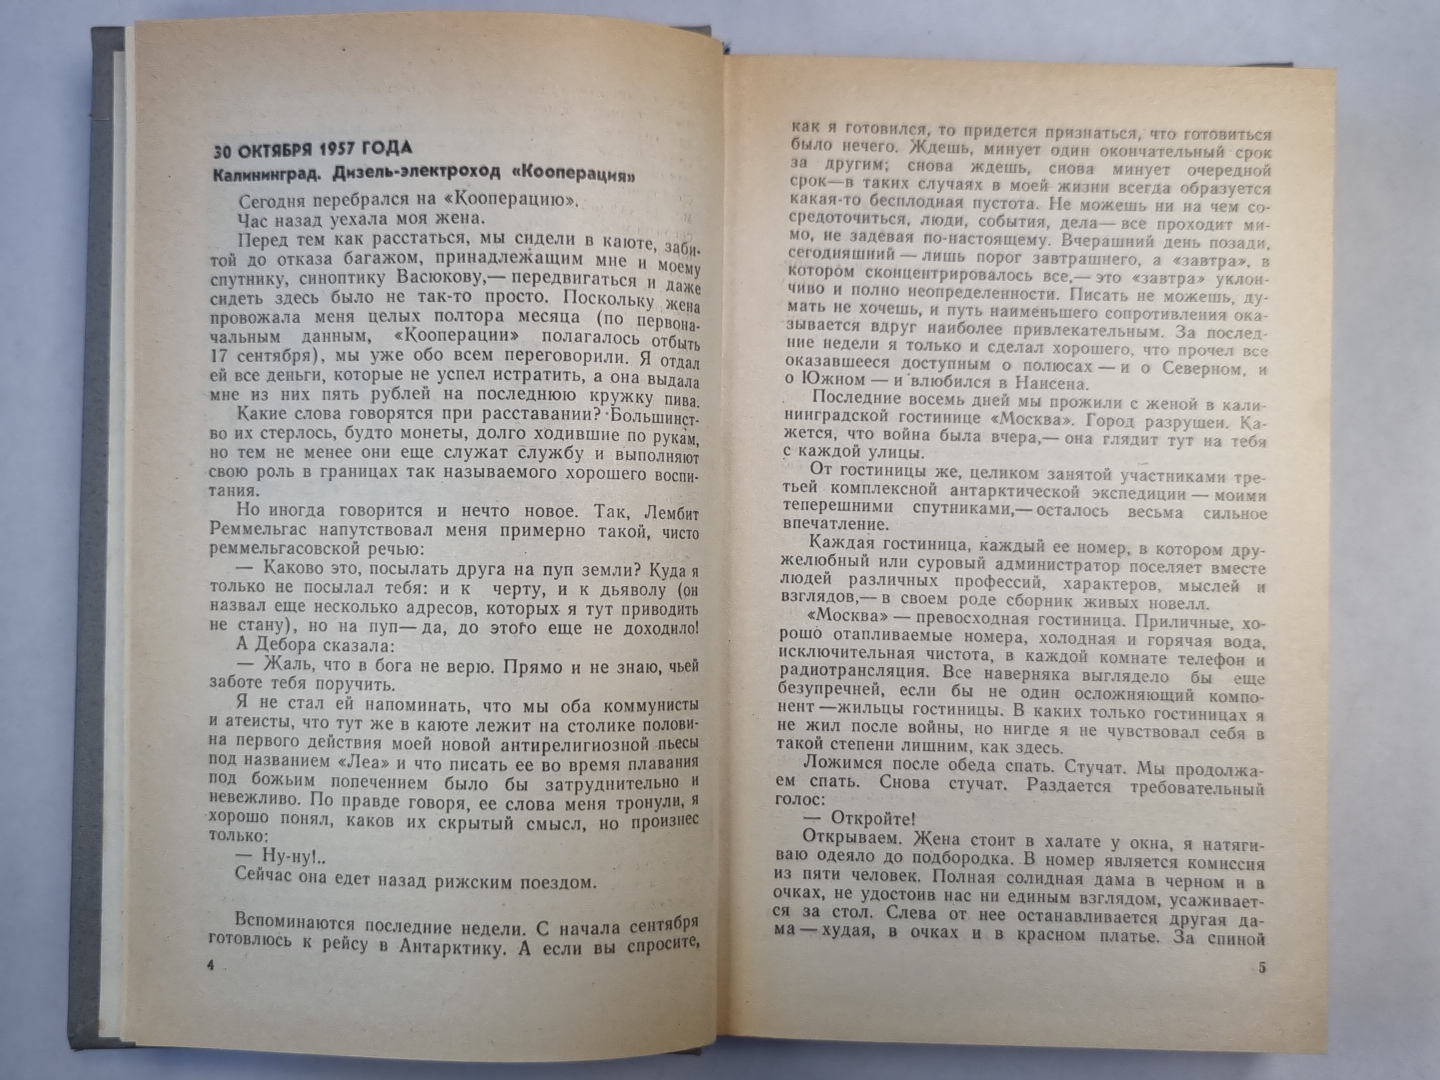 30 ОКТЯБРЯ 1957 ГОДА
Калининград. Дизель-электроход «Кооперация»
Сегодня перебрался на «Кооперацию».
Час назад уехала моя жена.
Перед тем как расстаться, мы сидели в каюте, заби-
той до отказа багажом, принадлежащим мне и моему
спутнику, синоптику Васюкову,— передвигаться и даже
сидеть здесь было не так-то просто. Поскольку жена
провожала меня целых полтора месяца (по первона-
чальным данным, «Кооперации» полагалось отбыть
17 сентября), мы уже обо всем переговорили. Я отдал
ей все деньги, которые не успел истратить, а она выдала
мне из них пять рублей на последнюю кружку пива.
Какие слова говорятся при расставании? Большинст-
во их стерлось, будто монеты, долго ходившие по рукам,
но тем не менее они еще служат службу и выполняют
свою роль в границах так называемого хорошего воспи-
тания.
Но иногда говорится и нечто новое. Так, Лембит
Реммельгас напутствовал меня примерно такой, чисто
реммельгасовской речью:
— Каково это, посылать друга на пуп земли? Куда я
только не посылал тебя: и к черту, и к дьяволу (он
назвал еще несколько адресов, которых я тут приводить
не стану), но на пуп— да, до этого еще не доходило!
А Дебора сказала:
— Жаль, что в бога не верю. Прямо и не знаю, чьей
заботе тебя поручить.
Я не стал ей напоминать, что мы оба коммунисты
и атеисты, что тут же в каюте лежит на столике полови-
на первого действия моей новой антирелигиозной пьесы
под названием «Леа» и что писать ее во время плавания
под божьим попечением было бы затруднительно и
невежливо. По правде говоря, ее слова меня тронули, я
хорошо понял, каков их скрытый смысл, но произнес
только:
— Ну-ну!..
Сейчас она едет назад рижским поездом.
Вспоминаются последние недели. С начала сентября
готовлюсь к рейсу в Антарктику. А если вы спросите,
4
как я готовился, то придется признаться, что готовиться
было нечего. Ждешь, минует один окончательный срок
за другим; снова ждешь, снова минует очередной
срок—в таких случаях в моей жизни всегда образуется
какая-то бесплодная пустота. Не можешь ни на чем со-
средоточиться, люди, события, дела— все проходит ми-
мо, не задевая по-настоящему. Вчерашний день позади,
сегодняшний — лишь порог завтрашнего, а «завтра», в
котором сконцентрировалось все,— это «завтра» уклон-
чиво и полно неопределенности. Писать не можешь, ду-
мать не хочешь, и путь наименьшего сопротивления ока-
зывается вдруг наиболее привлекательным. За послед-
ние недели я только и сделал хорошего, что прочел все
оказавшееся доступным о полюсах — и о Северном, и
о Южном — и влюбился в Нансена.
Последние восемь дней мы прожили с женой в кали-
нинградской гостинице «Москва». Город разрушен. Ка-
жется, что война была вчера,— она глядит тут на тебя
с каждой улицы.
От гостиницы же, целиком занятой участниками тре-
тьей комплексной антарктической экспедиции — моими
теперешними спутниками,— осталось весьма сильное
впечатление.
Каждая гостиница, каждый ее номер, в котором дру-
желюбный или суровый администратор поселяет вместе
людей различных профессий, характеров, мыслей и
взглядов,— в своем роде сборник живых новелл.
«Москва» — превосходная гостиница. Приличные, хо-
рошо отапливаемые номера, холодная и горячая вода,
исключительная чистота, в каждой комнате телефон и
радиотрансляция. Все наверняка выглядело бы еще
безупречней, если бы не один осложняющий компо-
нент —жильцы гостиницы. В каких только гостиницах я
не жил после войны, но нигде я не чувствовал себя в
такой степени лишним, как здесь.
Ложимся после обеда спать. Стучат. Мы продолжа-
ем спать. Снова стучат. Раздается требовательный
голос:
— Откройте!
Открываем. Жена стоит в халате у окна, я натяги-
ваю одеяло до подбородка. В номер является комиссия
из пяти человек. Полная солидная дама в черном и в
очках, не удостоив нас ни единым взглядом, усаживает-
ся за стол. Слева от нее останавливается другая да-
ма — худая, в очках и в красном платье. За спиной
5